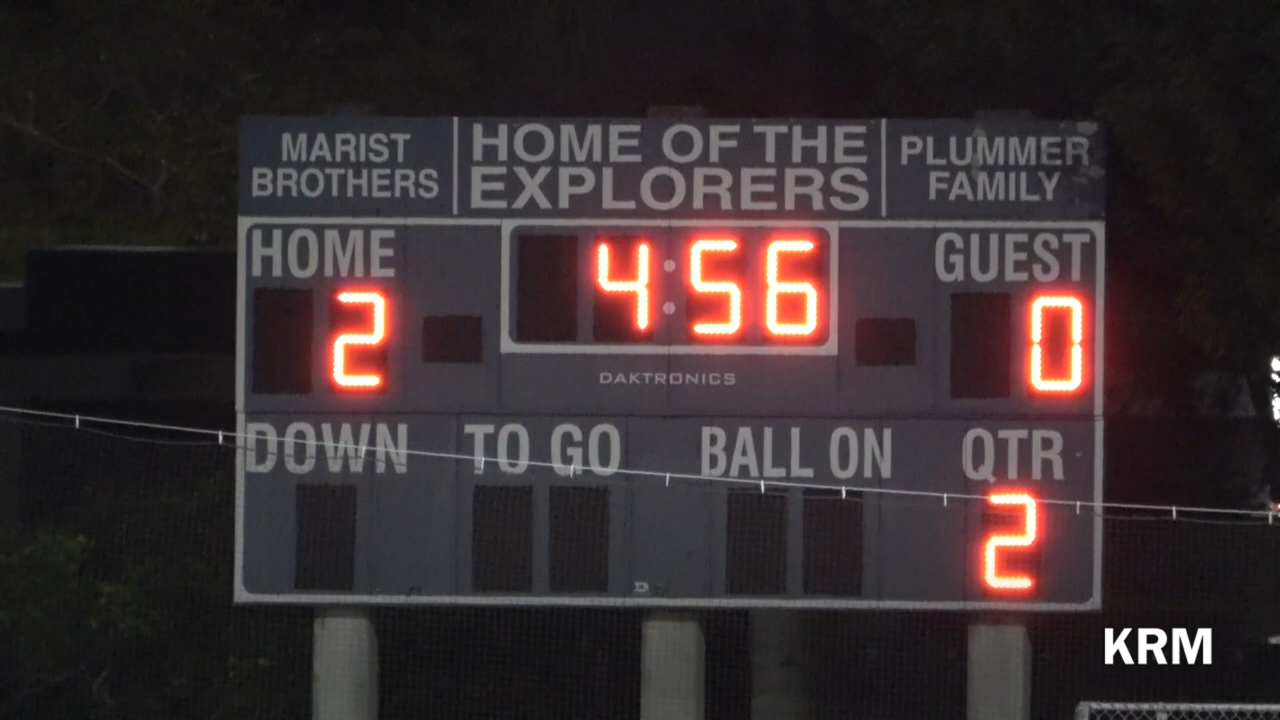 MARIST
BROTHERS
HOME OF THE
EXPLORERS
PLUMMER
FAMILY
HOME
4:56
GUEST
2
0
DAKTRONICS
DOWN
TO GO
BALL ON
QTR
2
KRM